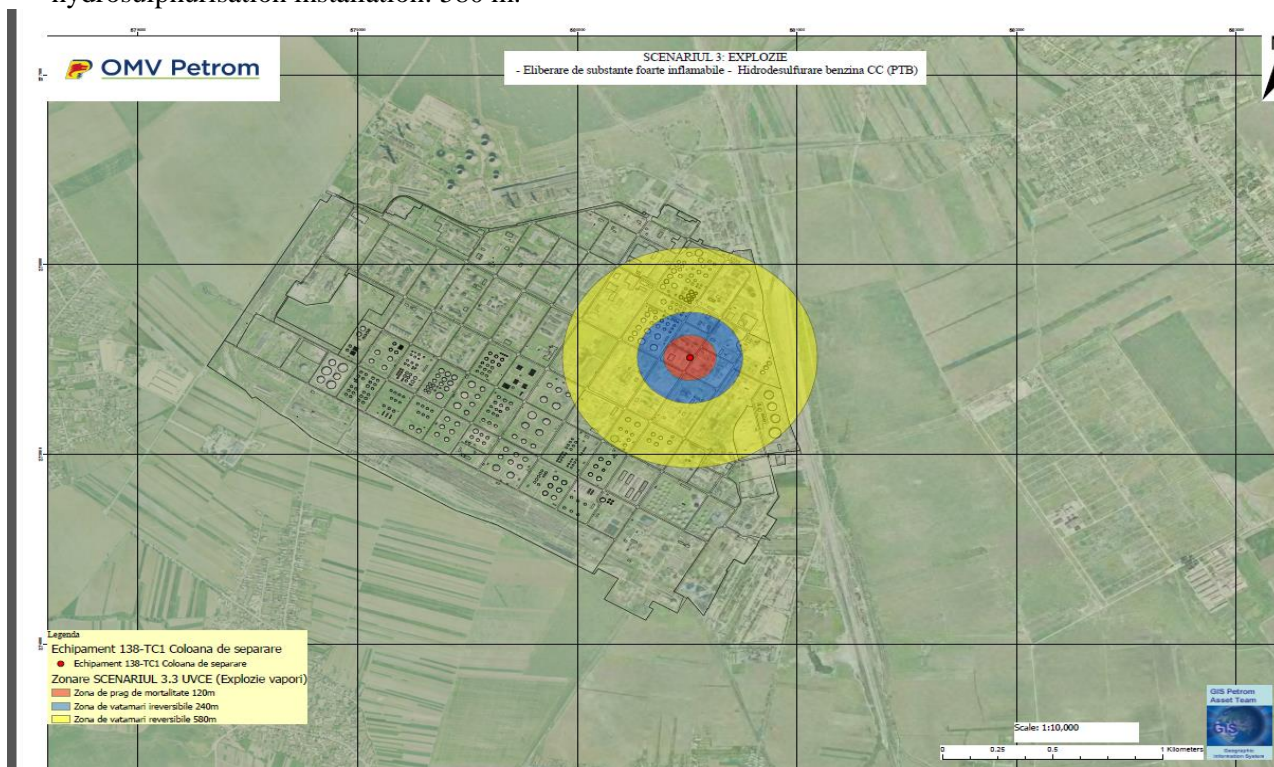 hydrosulphurisation installation: 580 m.
OMV Petrom
SCENARIUL 3: EXPLOZIE
- Eliberare de substante foarte inflamabile - Hidrodesulfurare benzina CC (PTB)
Legenda
Echipament 138-TC1 Coloana de separare
Echipament 138-TC1 Coloana de separare
Zonare SCENARIUL 3.3 UVCE (Explozie vapori)
Zona de prag de mortalitate 120m
Zona de vatamari ireversibile 240m
Zona de vatamari reversibile 580m
Scale: 1:10,000
0 0.25 0.5 1 Kilometers
GIS Petrom
Asset Team
GIS
Geographic
Information System